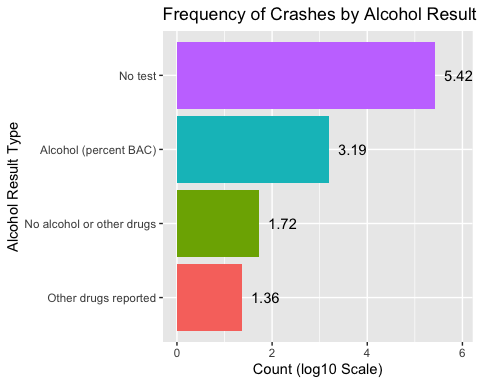 Frequency of Crashes by Alcohol Result
Alcohol Result Type
No test
5.42
Alcohol (percent BAC)
3.19
No alcohol or other drugs
1.72
Other drugs reported
1.36
0 2 4 6
Count (log10 Scale)